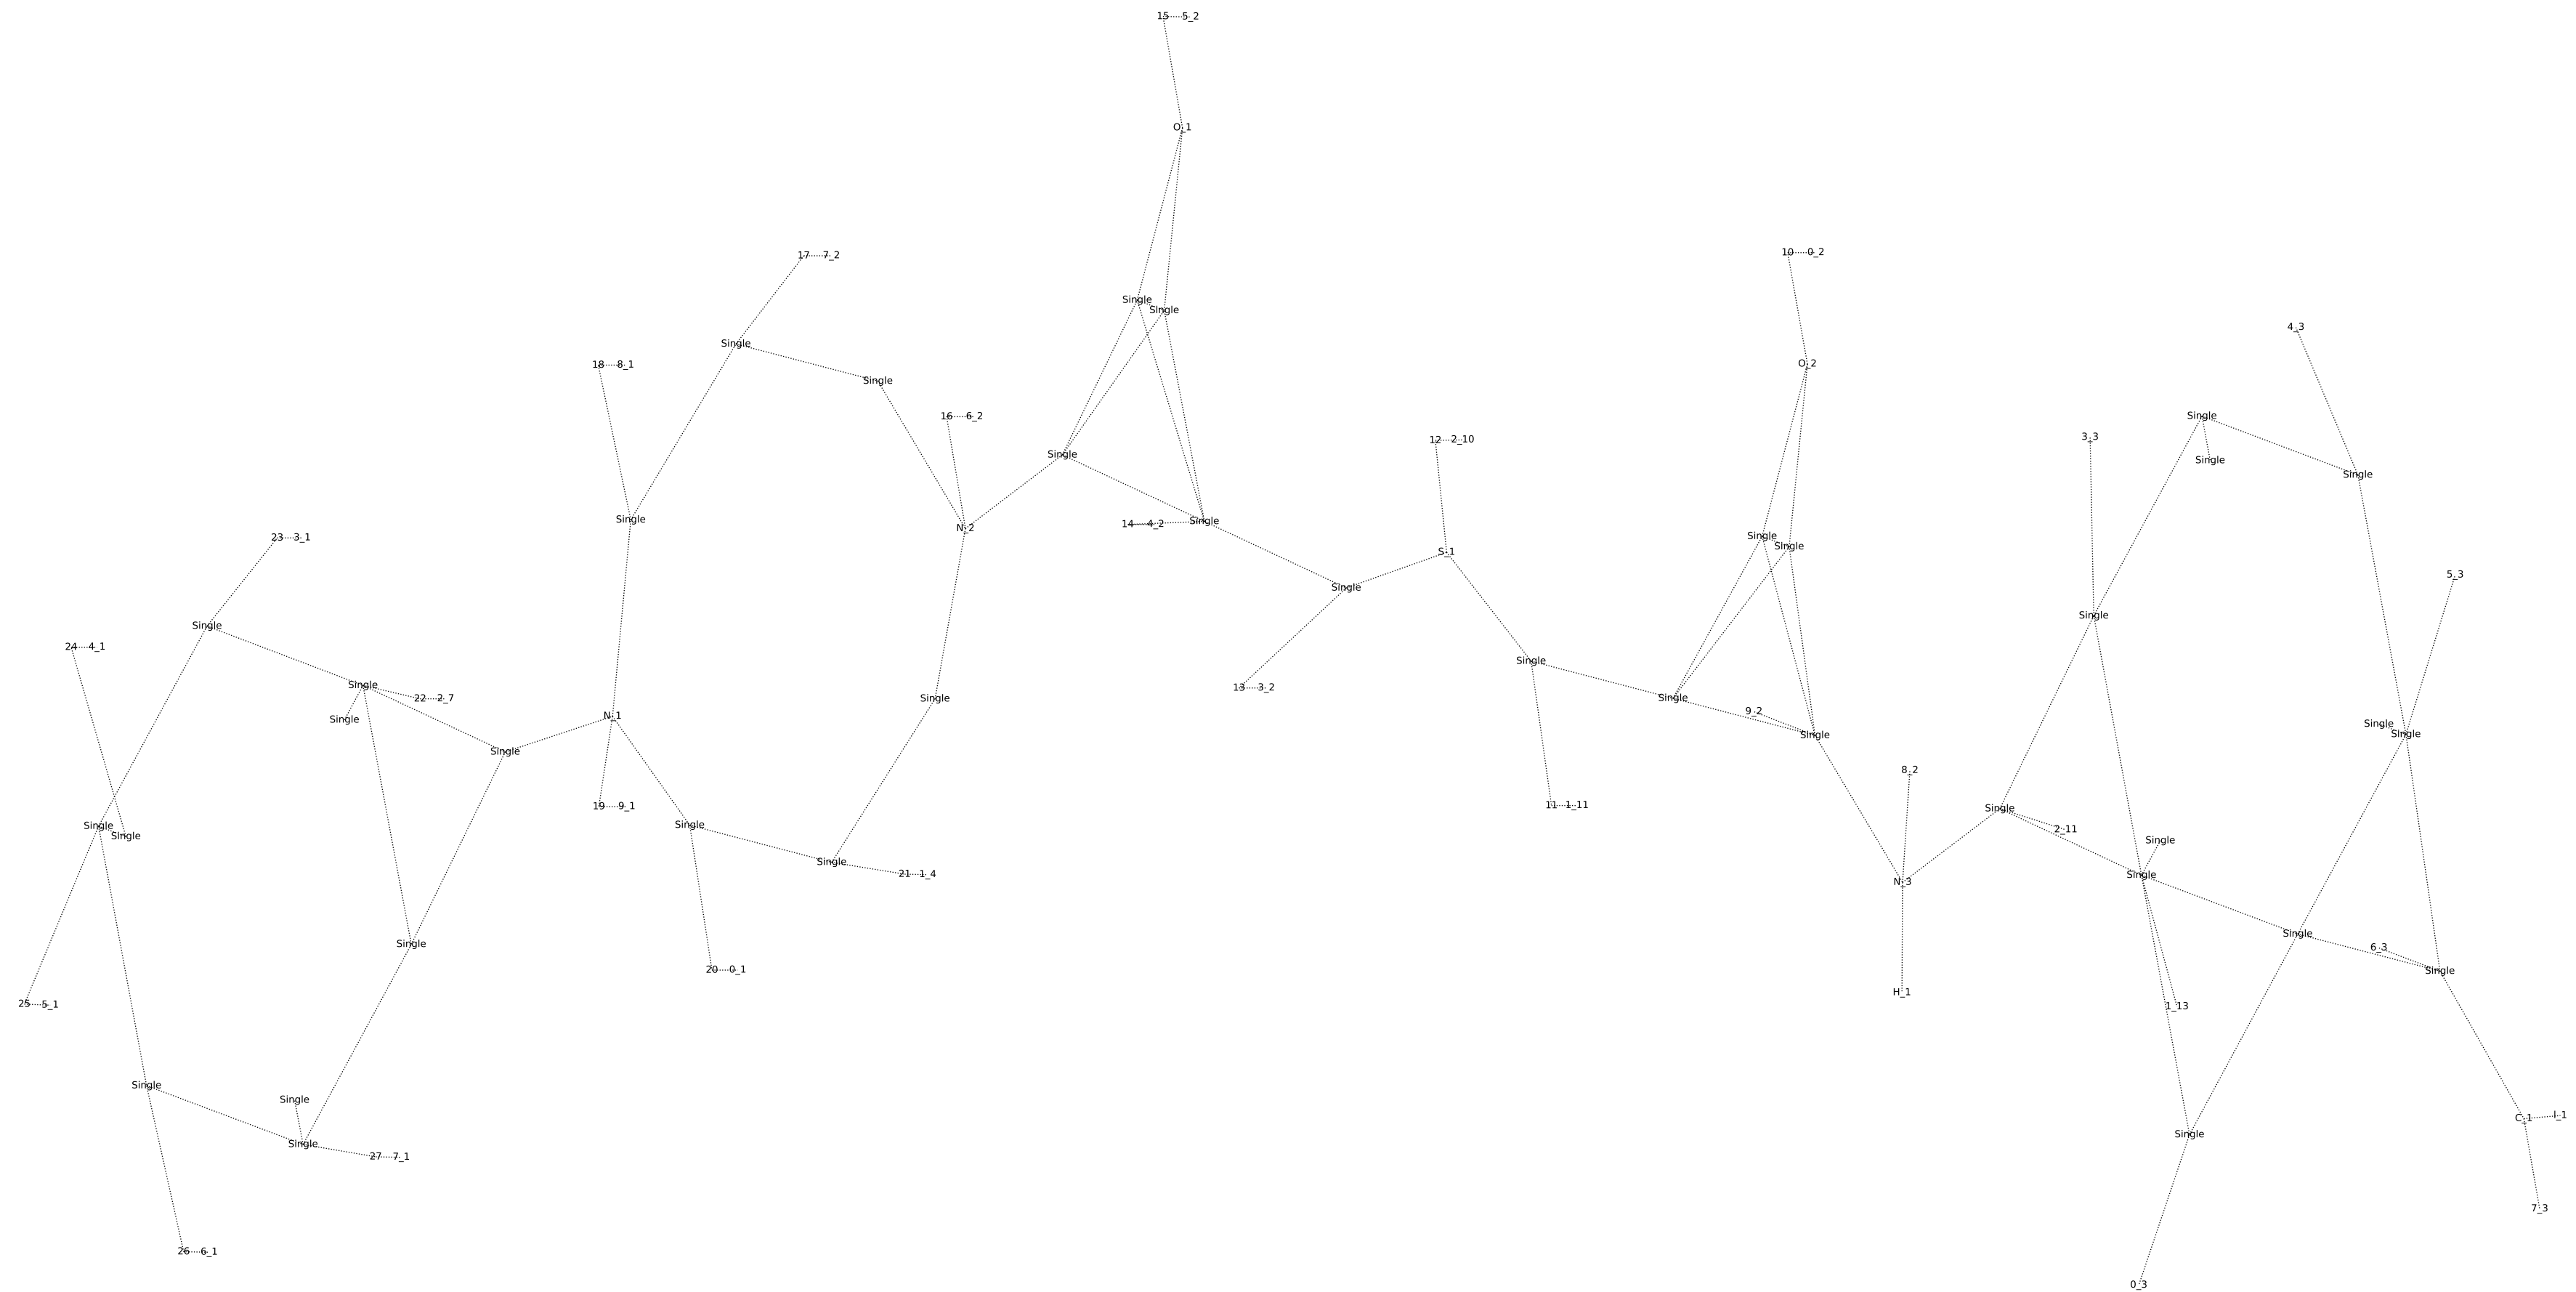 15 5_2
O_1
10 0_2
17 7_2
Single
Single
4_3
Single
18 8_1
O_2
Single
16 6_2
Single
3_3
12 2_10
Single
Single
Single
Single
Single
14 4_2
N_2
Single
23 3_1
Single
Single
S_1
5_3
Single
Single
Single
24 4_1
Single
Single
22 2_7
13 3_2
Single
Single
9_2
N_1
Single
Single
Single
Single
Single
8_2
19 9_1
11 1_11
Single
Single
Single
Single
2_11
Single
Single
21 1_4
Single
N_3
Single
Single
6_3
20 0_1
Single
H_1
25 5_1
1_13
Single
Single
I_1
C_1
Single
Single
27 7_1
7_3
26 6_1
0_3